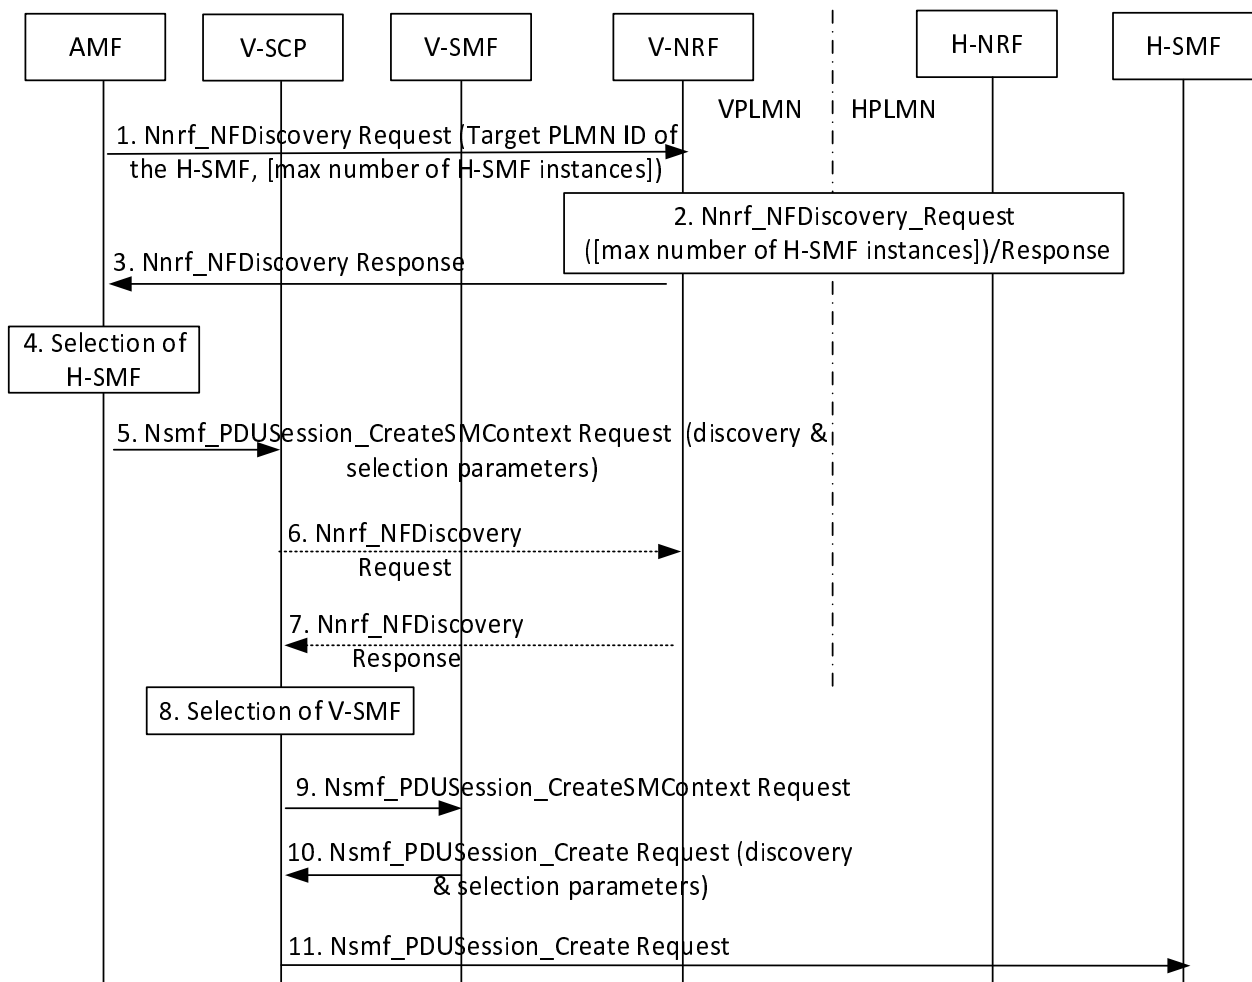 AMF
V-SCP
V-SMF
V-NRF
H-NRF
H-SMF
VPLMN
HPLMN
1. Nnrf_NFDiscovery Request (Target PLMN ID of
the H-SMF, [max number of H-SMF instances])
2. Nnrf_NFDiscovery_Request
([max number of H-SMF instances])/Response
3. Nnrf_NFDiscovery Response
4. Selection of
H-SMF
5. Nsmf_PDUSession_CreateSMContext Request (discovery &
selection parameters)
6. Nnrf_NFDiscovery
Request
7. Nnrf_NFDiscovery
Response
8. Selection of V-SMF
9. Nsmf_PDUSession_CreateSMContext Request
10. Nsmf_PDUSession_Create Request (discovery
& selection parameters)
11. Nsmf_PDUSession_Create Request